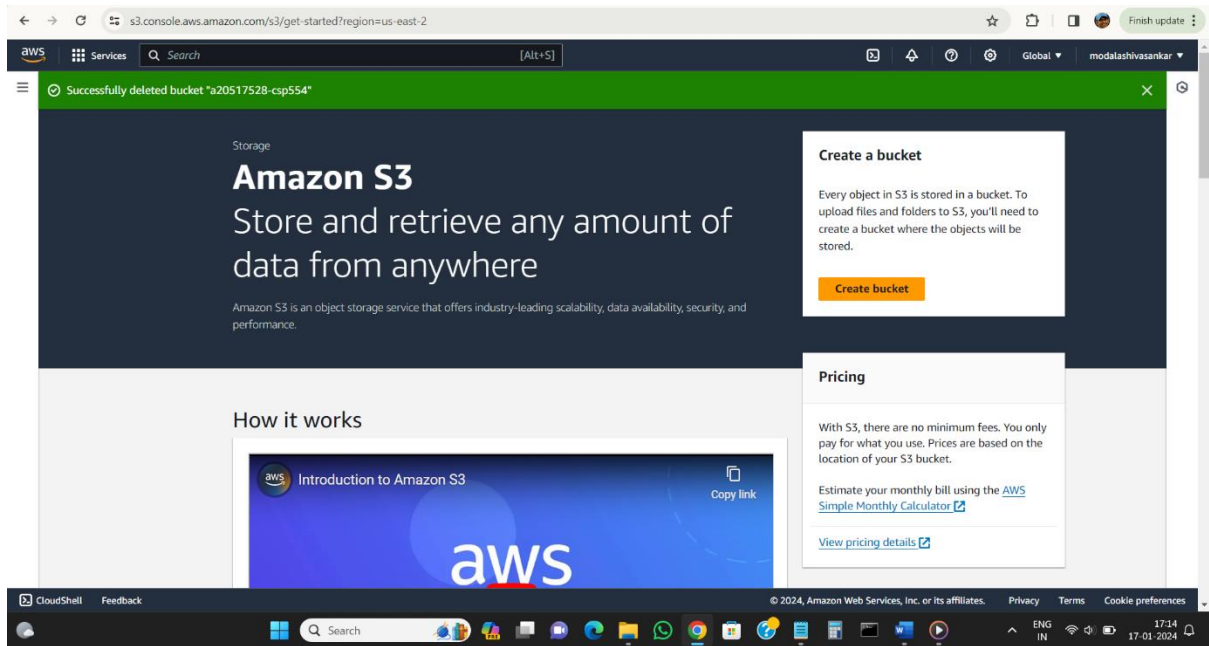 s3.console.aws.amazon.com/s3/get-started?region=us-east-2
Finish update
aws
Services
Search
[Alt+S]
Global
modalashivasankar
Successfully deleted bucket "a20517528-csp554"
Storage
Amazon S3
Store and retrieve any amount of
data from anywhere
Amazon S3 is an object storage service that offers industry-leading scalability, data availability, security, and
performance.
Create a bucket
Every object in S3 is stored in a bucket. To
upload files and folders to S3, you'll need to
create a bucket where the objects will be
stored.
Create bucket
Pricing
With S3, there are no minimum fees. You only
pay for what you use. Prices are based on the
location of your S3 bucket.
Estimate your monthly bill using the AWS
Simple Monthly Calculator
View pricing details
How it works
aws
Introduction to Amazon S3
Copy link
aws
CloudShell
Feedback
© 2024, Amazon Web Services, Inc. or its affiliates.
Privacy
Terms
Cookie preferences
Search
ENG
IN
17:14
17-01-2024